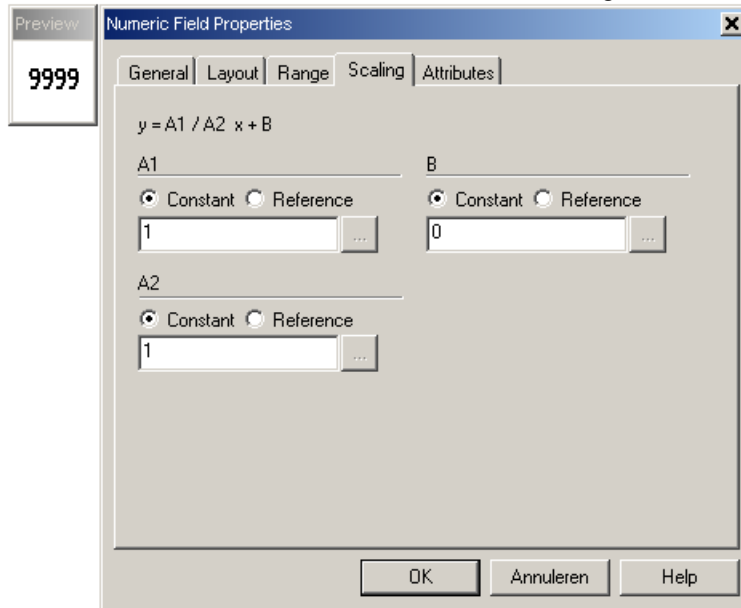 Preview
9999
Numeric Field Properties
General Layout Range Scaling Attributes
y = A1 / A2 x + B
A1 B
Constant Reference Constant Reference
1 ... 0 ...
A2
Constant Reference
1 ...
OK Annuleren Help